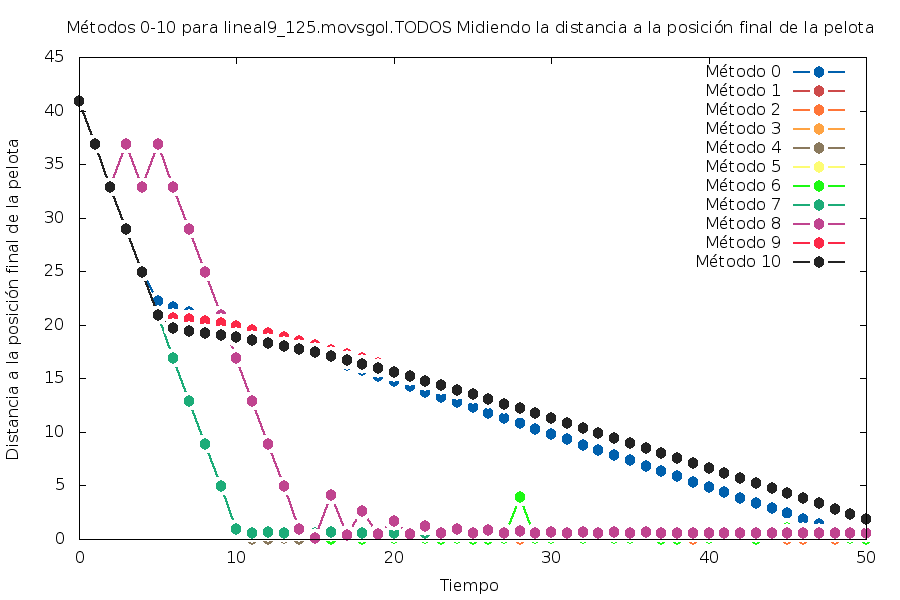 Métodos 0-10 para lineal9_125.movsgol.TODOS Midiendo la distancia a la posición final de la pelota
Distancia a la posición final de la pelota
45
40
35
30
25
20
15
10
5
0
Método 0
Método 1
Método 2
Método 3
Método 4
Método 5
Método 6
Método 7
Método 8
Método 9
Método 10
0 10 20 30 40 50
Tiempo